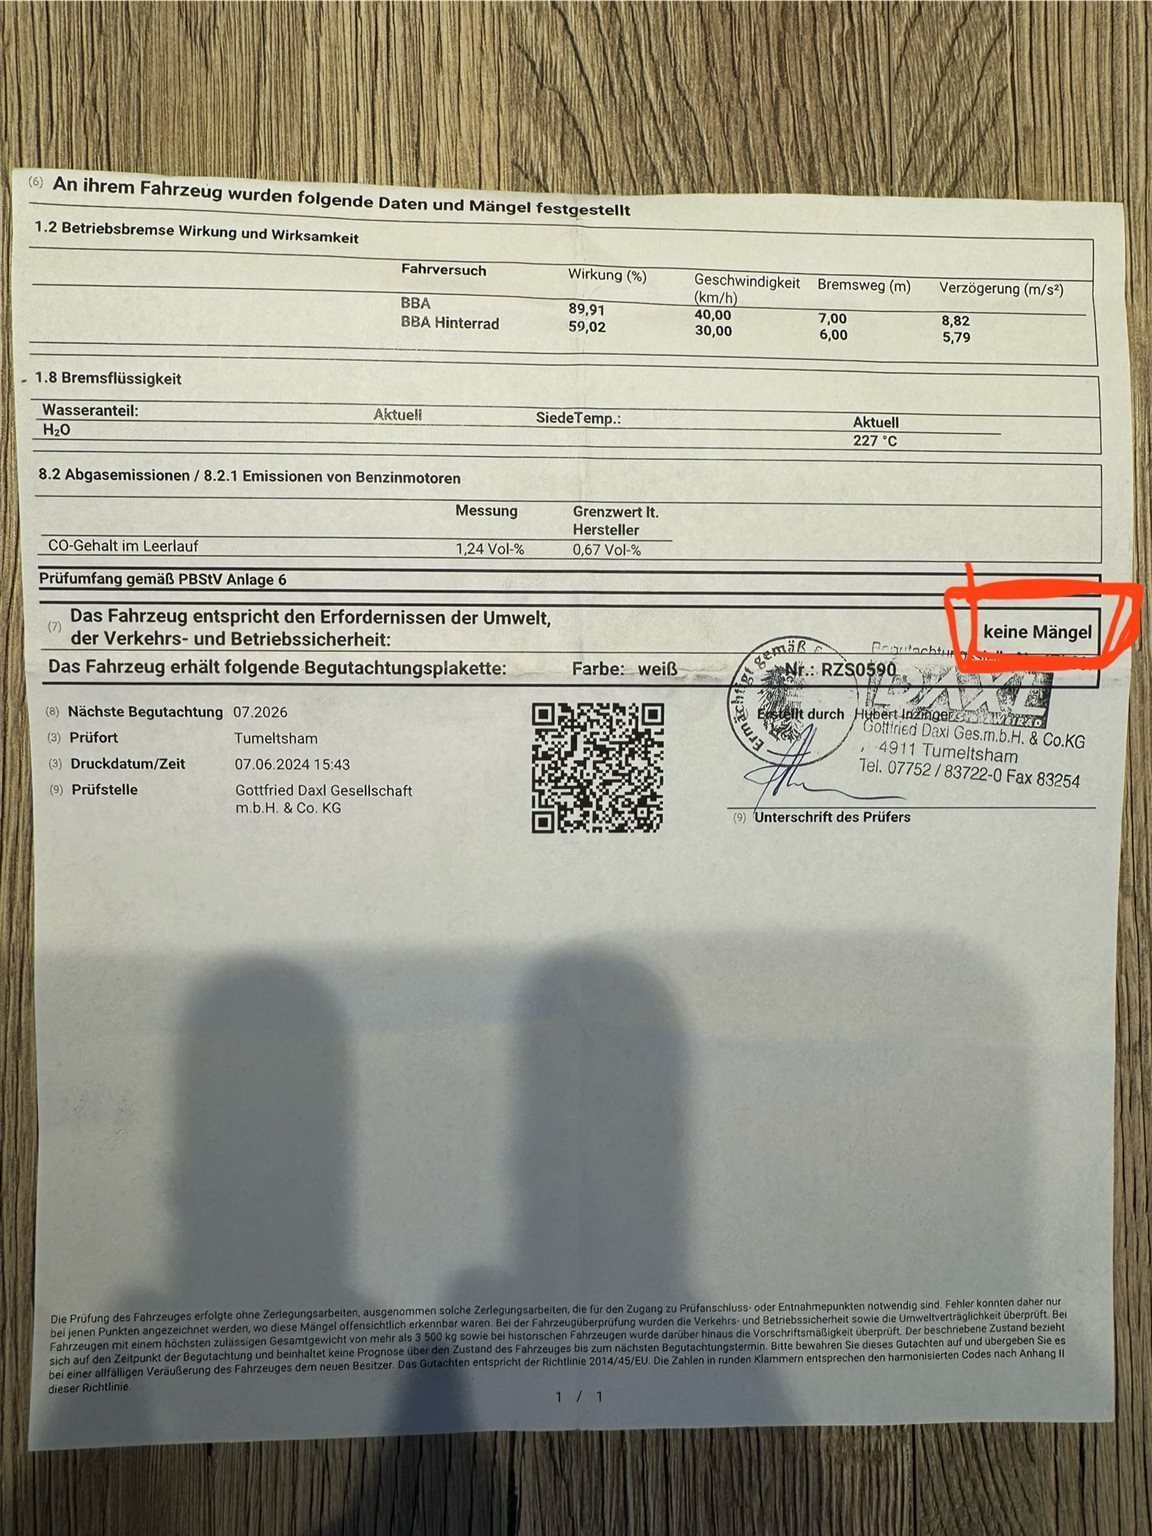 (6) An ihrem Fahrzeug wurden folgende Daten und Mängel festgestellt
1.2 Betriebsbremse Wirkung und Wirksamkeit
Fahrversuch Wirkung (%) Geschwindigkeit (km/h) Bremsweg (m) Verzögerung (m/s²)
BBA 89,91 40,00 7,00 8,82
BBA Hinterrad 59,02 30,00 6,00 5,79
1.8 Bremsflüssigkeit
Wasseranteil: Aktuell SiedeTemp.: Aktuell
H₂O 227 °C
8.2 Abgasemissionen / 8.2.1 Emissionen von Benzinmotoren
Messung Grenzwert lt.
Hersteller
CO-Gehalt im Leerlauf 1,24 Vol-% 0,67 Vol-%
Prüfumfang gemäß PBStV Anlage 6
(7) Das Fahrzeug entspricht den Erfordernissen der Umwelt,
der Verkehrs- und Betriebssicherheit: keine Mängel
Das Fahrzeug erhält folgende Begutachtungsplakette: Farbe: weiß Nr.: RZS0590
(8) Nächste Begutachtung 07.2026
(3) Prüfort Tumeltsham
(3) Druckdatum/Zeit 07.06.2024 15:43
(9) Prüfstelle Gottfried Daxl Gesellschaft
m.b.H. & Co. KG
Ermächtigt gemäß
Erstellt durch Hubert Inzinger
DAXL
Gottfried Daxl Ges.m.b.H. & Co.KG
4911 Tumeltsham
Tel. 07752 / 83722-0 Fax 83254
(9) Unterschrift des Prüfers
Die Prüfung des Fahrzeuges erfolgte ohne Zerlegungsarbeiten, ausgenommen solche Zerlegungsarbeiten, die für den Zugang zu Prüfanschluss- oder Entnahmepunkten notwendig sind. Fehler konnten daher nur
bei jenen Punkten angezeichnet werden, wo diese Mängel offensichtlich erkennbar waren. Bei der Fahrzeugüberprüfung wurden die Verkehrs- und Betriebssicherheit sowie die Umweltverträglichkeit überprüft. Bei
Fahrzeugen mit einem höchsten zulässigen Gesamtgewicht von mehr als 3 500 kg sowie bei historischen Fahrzeugen wurde darüber hinaus die Vorschriftsmäßigkeit überprüft. Der beschriebene Zustand bezieht
sich auf den Zeitpunkt der Begutachtung und beinhaltet keine Prognose über den Zustand des Fahrzeuges bis zum nächsten Begutachtungstermin. Bitte bewahren Sie dieses Gutachten auf und übergeben Sie es
bei einer allfälligen Veräußerung des Fahrzeuges dem neuen Besitzer. Das Gutachten entspricht der Richtlinie 2014/45/EU. Die Zahlen in runden Klammern entsprechen den harmonisierten Codes nach Anhang II
dieser Richtlinie.
1 / 1